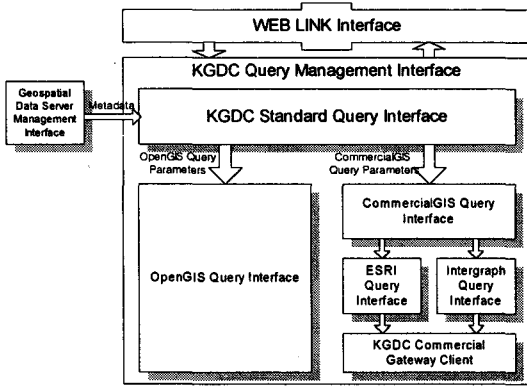 WEB LINK Interface
KGDC Query Management Interface
Geospatial
Data Server
Management
Interface
Metadata
KGDC Standard Query Interface
OpenGIS Query
Parameters
CommercialGIS
Query Parameters
OpenGIS Query Interface
CommercialGIS Query
Interface
ESRI
Query
Interface
Intergraph
Query
Interface
KGDC Commercial
Gateway Client